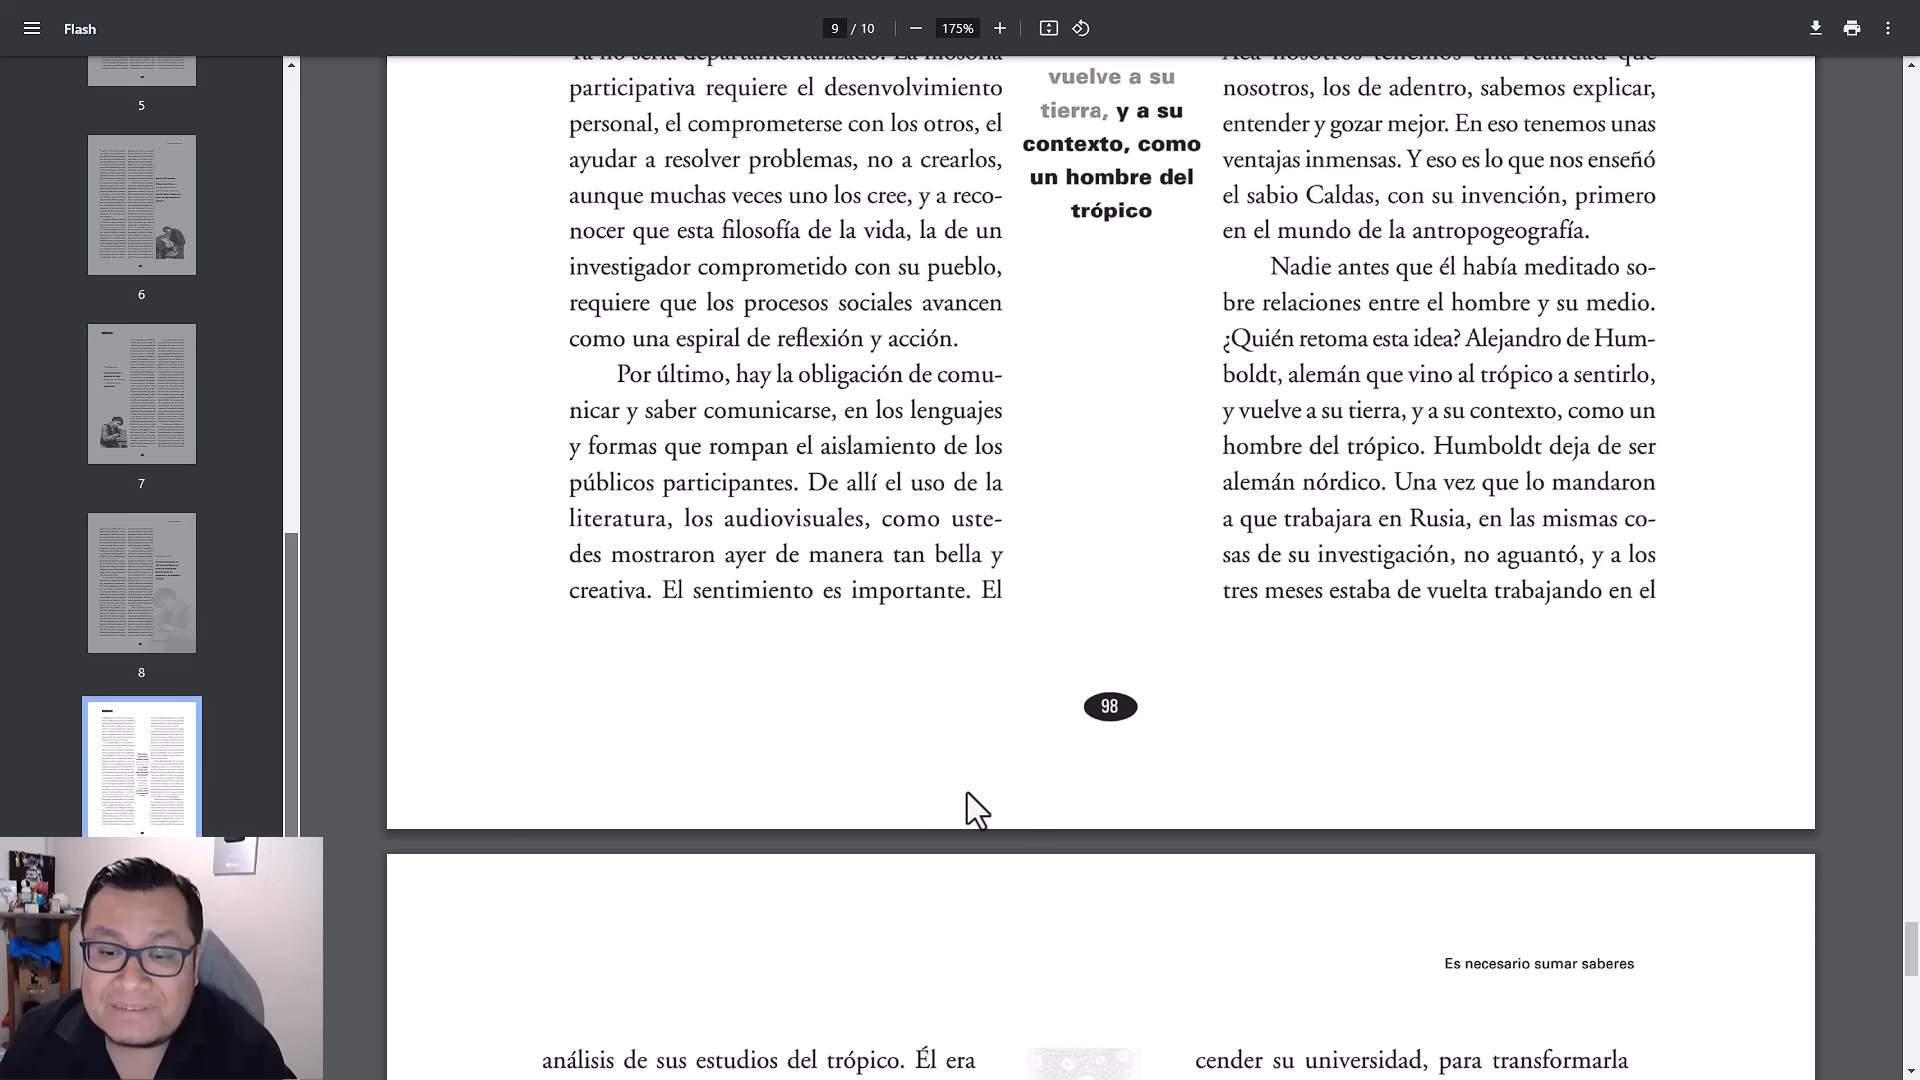 Flash
9 / 10
175%
5
6
7
8
participativa requiere el desenvolvimiento
personal, el comprometerse con los otros, el
ayudar a resolver problemas, no a crearlos,
aunque muchas veces uno los cree, y a reco-
nocer que esta filosofía de la vida, la de un
investigador comprometido con su pueblo,
requiere que los procesos sociales avancen
como una espiral de reflexión y acción.
Por último, hay la obligación de comu-
nicar y saber comunicarse, en los lenguajes
y formas que rompan el aislamiento de los
públicos participantes. De allí el uso de la
literatura, los audiovisuales, como uste-
des mostraron ayer de manera tan bella y
creativa. El sentimiento es importante. El
vuelve a su
tierra, y a su
contexto, como
un hombre del
trópico
Acá nosotros tenemos una realidad que
nosotros, los de adentro, sabemos explicar,
entender y gozar mejor. En eso tenemos unas
ventajas inmensas. Y eso es lo que nos enseñó
el sabio Caldas, con su invención, primero
en el mundo de la antropogeografía.
Nadie antes que él había meditado so-
bre relaciones entre el hombre y su medio.
¿Quién retoma esta idea? Alejandro de Hum-
boldt, alemán que vino al trópico a sentirlo,
y vuelve a su tierra, y a su contexto, como un
hombre del trópico. Humboldt deja de ser
alemán nórdico. Una vez que lo mandaron
a que trabajara en Rusia, en las mismas co-
sas de su investigación, no aguantó, y a los
tres meses estaba de vuelta trabajando en el
98
Es necesario sumar saberes
análisis de sus estudios del trópico. Él era
cender su universidad, para transformarla